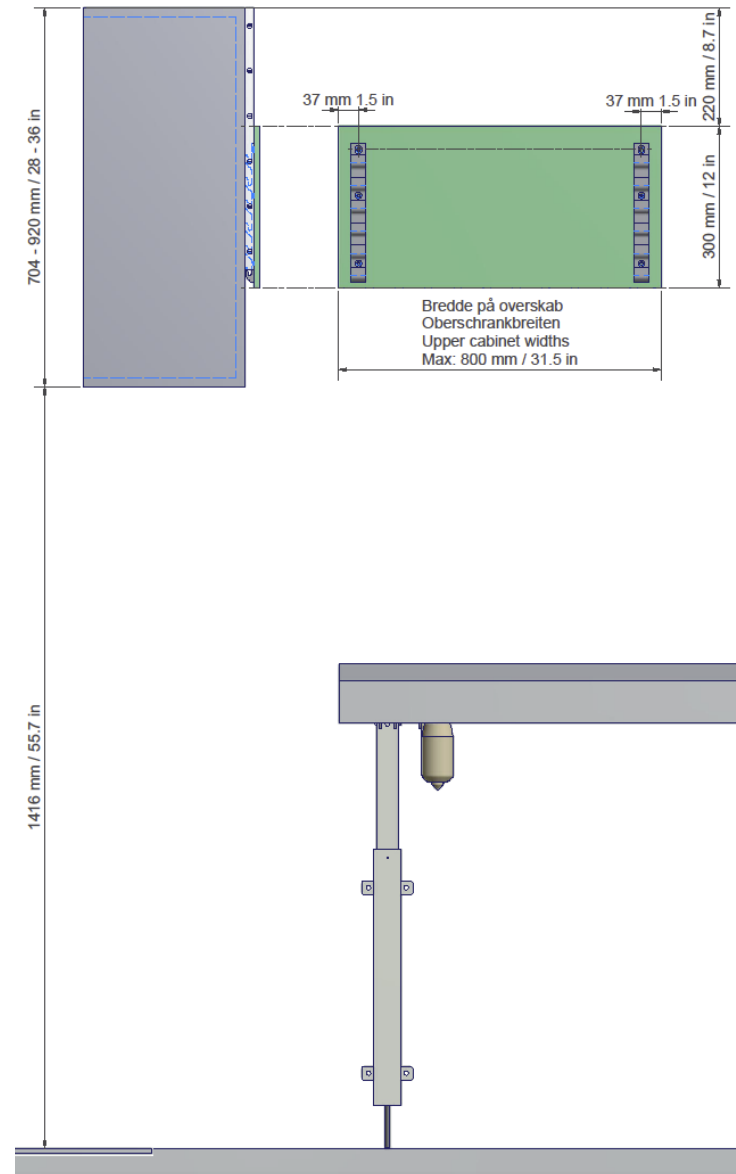 220 mm / 8.7 in
37 mm 1.5 in
37 mm 1.5 in
704 - 920 mm / 28 - 36 in
300 mm / 12 in
Bredde på overskab
Oberschrankbreiten
Upper cabinet widths
Max: 800 mm / 31.5 in
1416 mm / 55.7 in